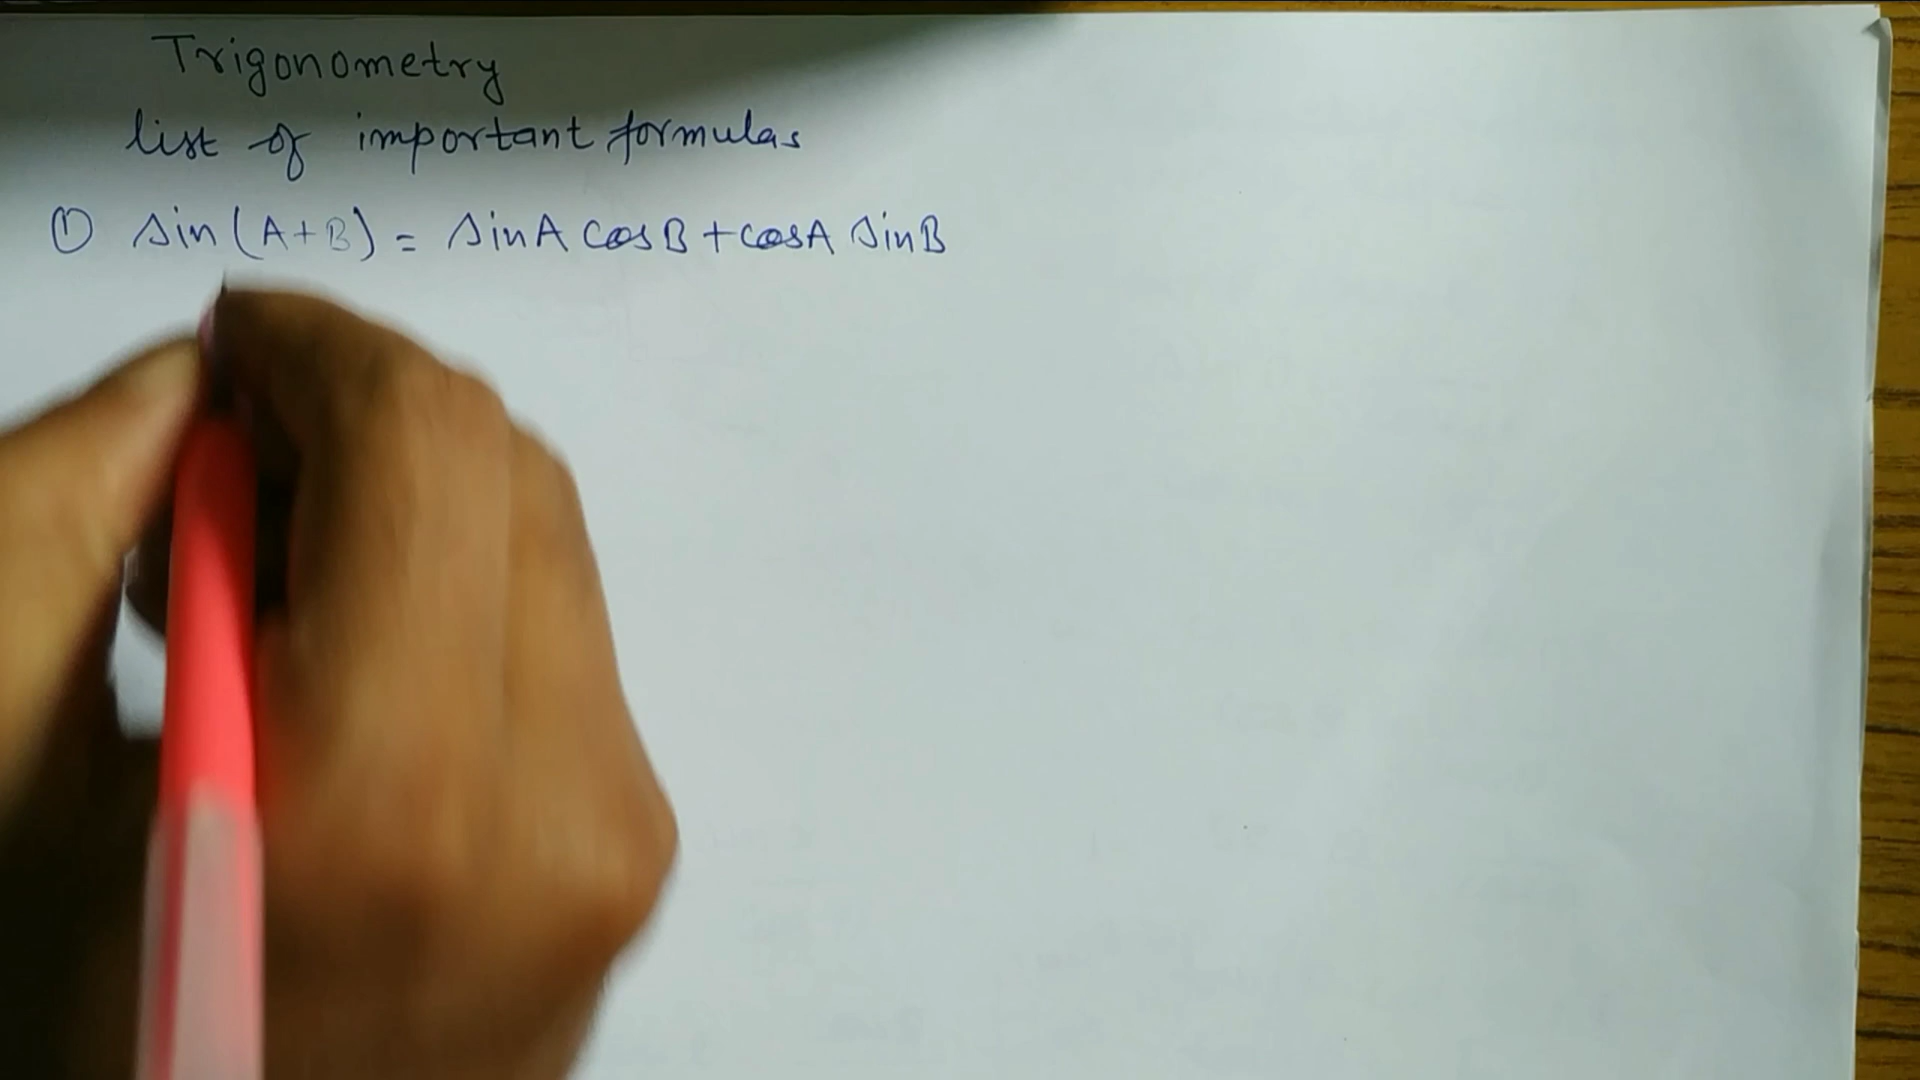 Trigonometry
list of important formulas
① sin(A+B) = sinA cosB + cosA sinB